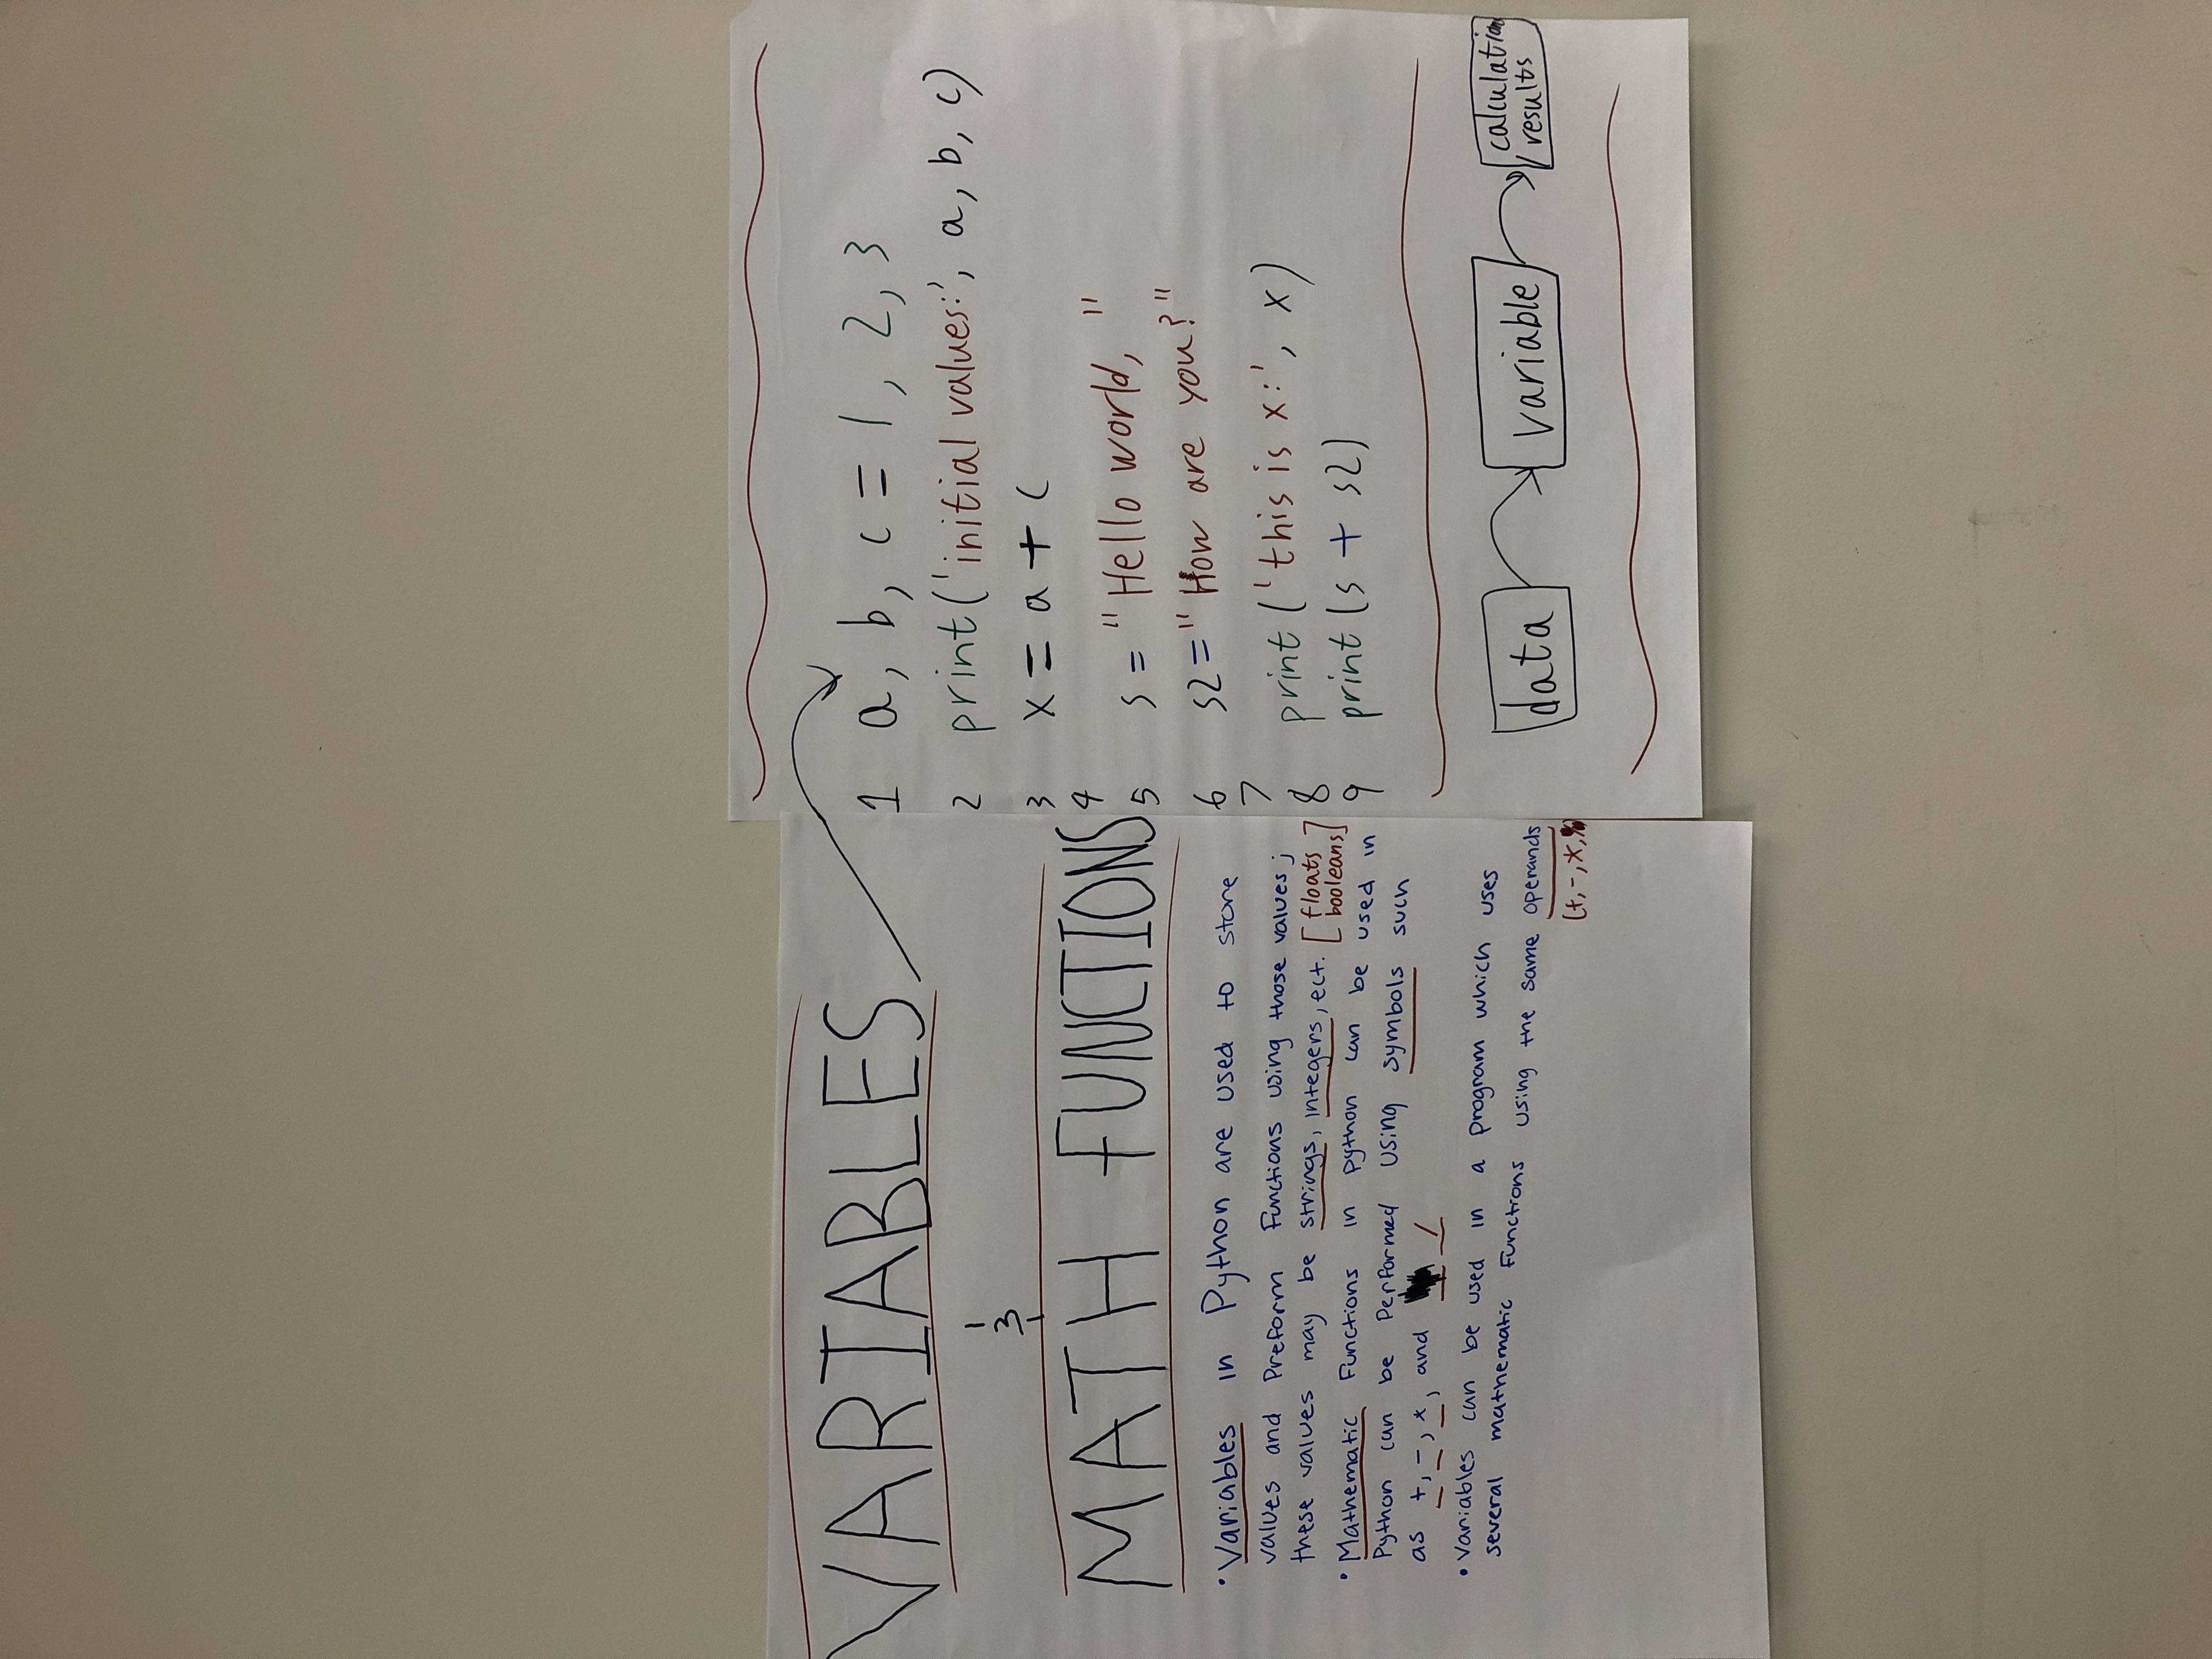 VARIABLES
MATH FUNCTIONS
• Variables in Python are used to store
values and Preform Functions using those values;
these values may be strings, integers, ect. [floats
booleans]
• Mathematic Functions in python can be used in
Python can be Performed using symbols such
as +, -, *, and /
• Variables can be used in a program which uses
several mathematic Functions using the same operands
(+, -, *,
1 a, b, c = 1, 2, 3
2 print('initial values:', a, b, c)
3 x = a + c
4
5 s = "Hello world, "
6 s2 = "How are you?"
7
8 print('this is x:', x)
9 print(s + s2)
data
variable
calculations
/results